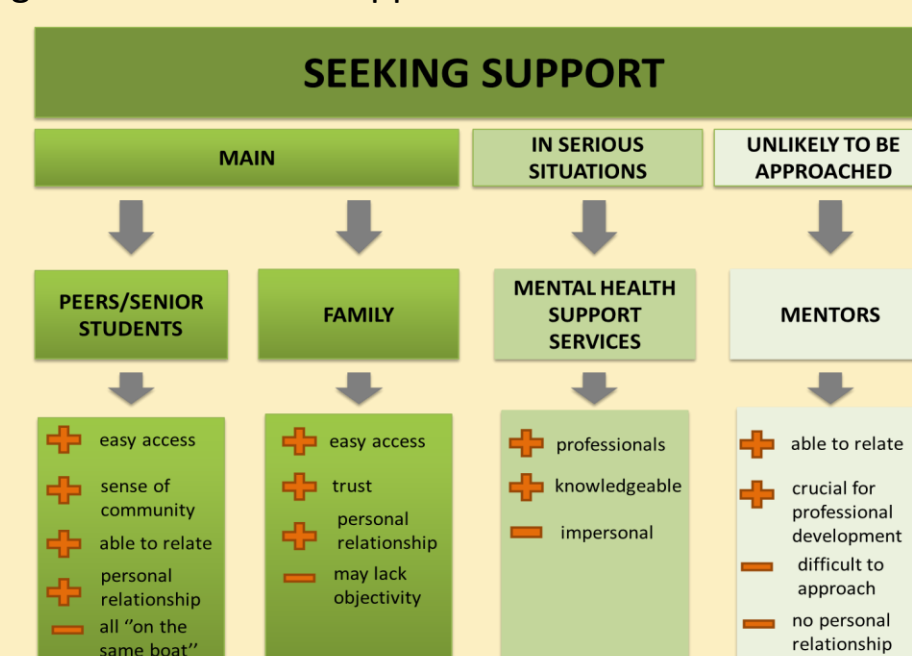 SEEKING SUPPORT
MAIN
IN SERIOUS
SITUATIONS
UNLIKELY TO BE
APPROACHED
PEERS/SENIOR
STUDENTS
FAMILY
MENTAL HEALTH
SUPPORT
SERVICES
MENTORS
easy access
sense of
community
able to relate
personal
relationship
all ‘‘on the
same boat’’
easy access
trust
personal
relationship
may lack
objectivity
professionals
knowledgeable
impersonal
able to relate
crucial for
professional
development
difficult to
approach
no personal
relationship